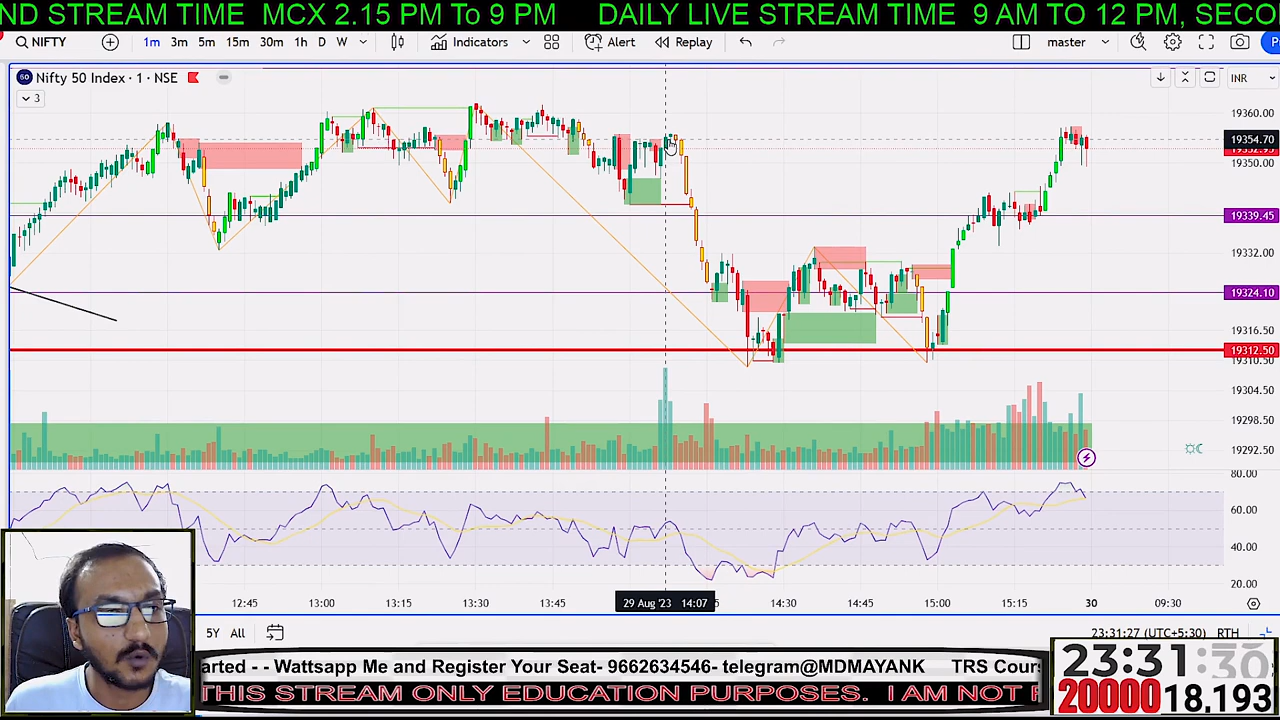 ND STREAM TIME MCX 2.15 PM To 9 PM DAILY LIVE STREAM TIME 9 AM TO 12 PM, SECO
NIFTY 1m 3m 5m 15m 30m 1h D W Indicators Alert Replay master
Nifty 50 Index · 1 · NSE INR
3
19360.00
19354.70
19350.00
19339.45
19332.00
19324.10
19316.50
19312.50
19310.50
19304.50
19298.50
19292.50
80.00
60.00
40.00
20.00
12:45 13:00 13:15 13:30 13:45 29 Aug '23 14:07 14:30 14:45 15:00 15:15 30 09:30
5Y All 23:31:27 (UTC+5:30) RTH
arted - - Wattsapp Me and Register Your Seat- 9662634546- telegram@MDMAYANK TRS Cours
THIS STREAM ONLY EDUCATION PURPOSES. I AM NOT
23:31:30
20000 18,193